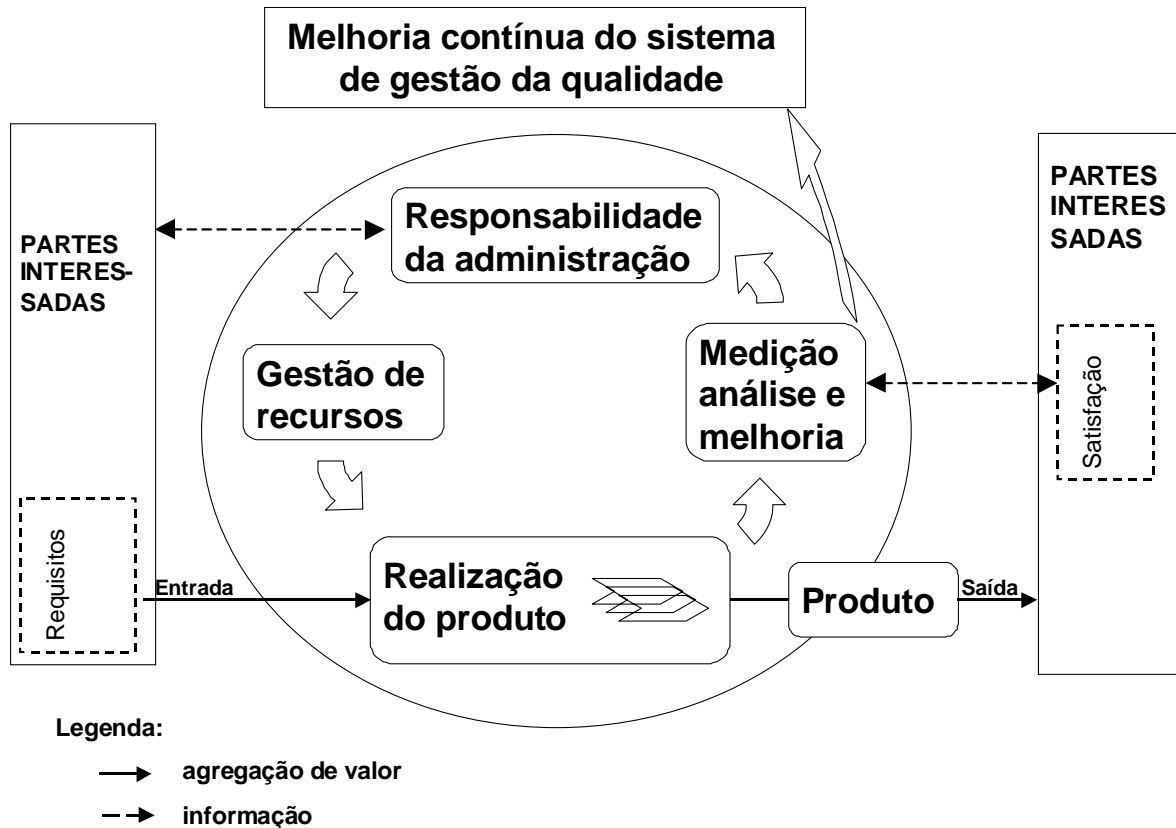 Melhoria contínua do sistema
de gestão da qualidade
PARTES
INTERES-
SADAS
Requisitos
Responsabilidade
da administração
Gestão de
recursos
Medição
análise e
melhoria
Entrada
Realização
do produto
Produto
Saída
PARTES
INTERES
SADAS
Satisfação
Legenda:
agregação de valor
informação